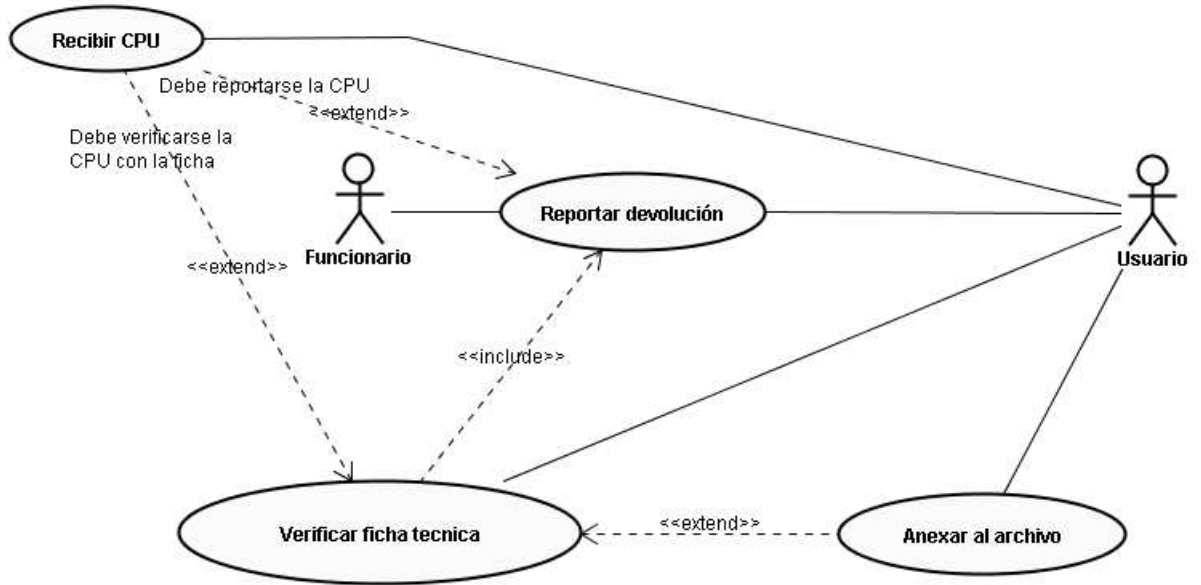 Recibir CPU
Debe reportarse la CPU
<<extend>>
Debe verificarse la
CPU con la ficha
Reportar devolución
Funcionario
Usuario
<<extend>>
<<include>>
<<extend>>
Verificar ficha tecnica
Anexar al archivo